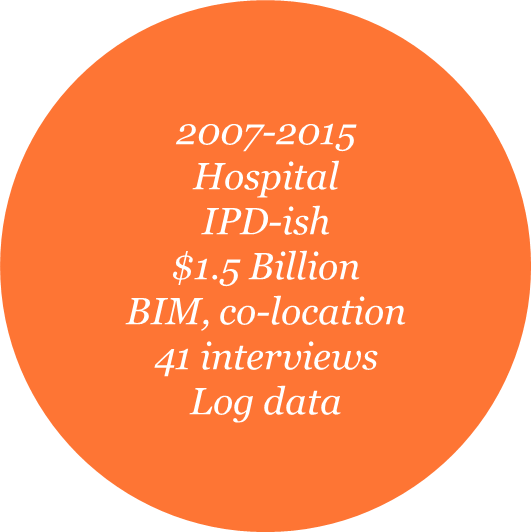 2007-2015
Hospital
IPD-ish
$1.5 Billion
BIM, co-location
41 interviews
Log data